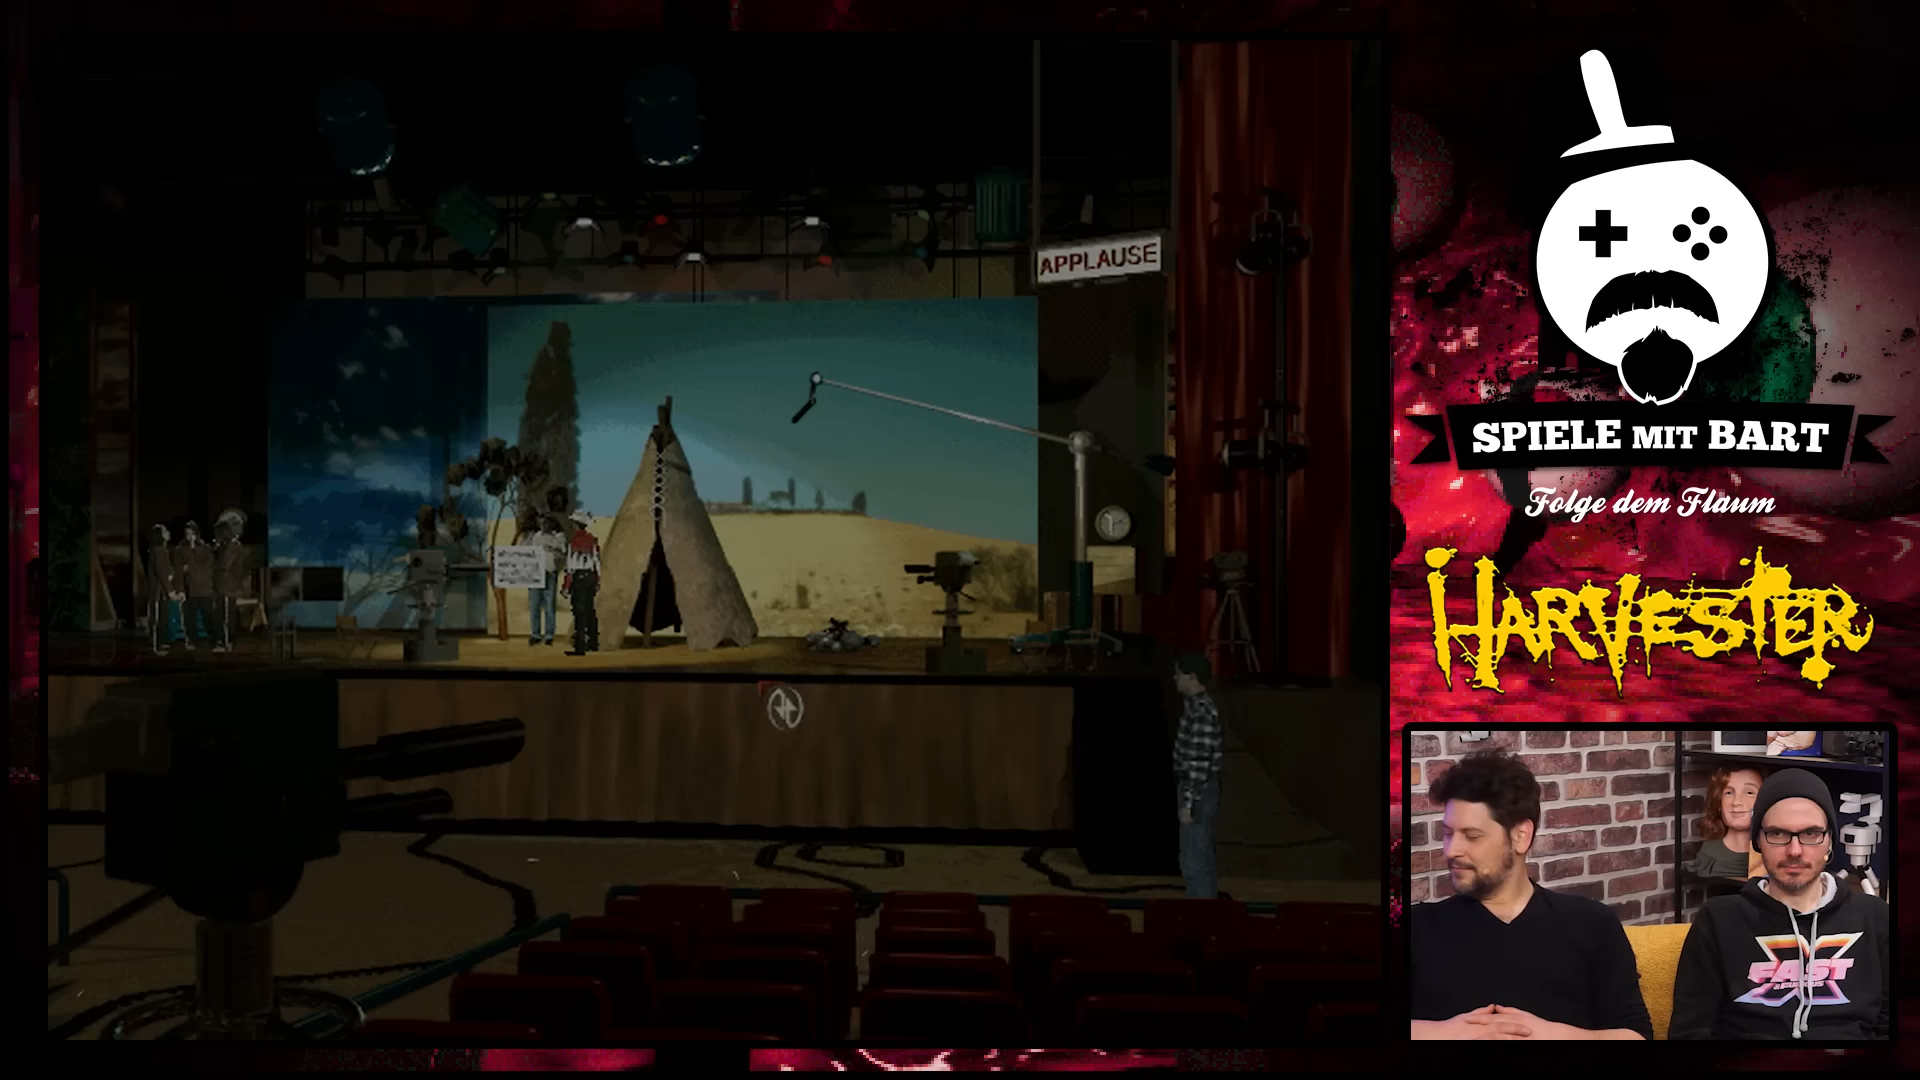 APPLAUSE
SPIELE MIT BART
Folge dem Flaum
HARVESTER
FAST